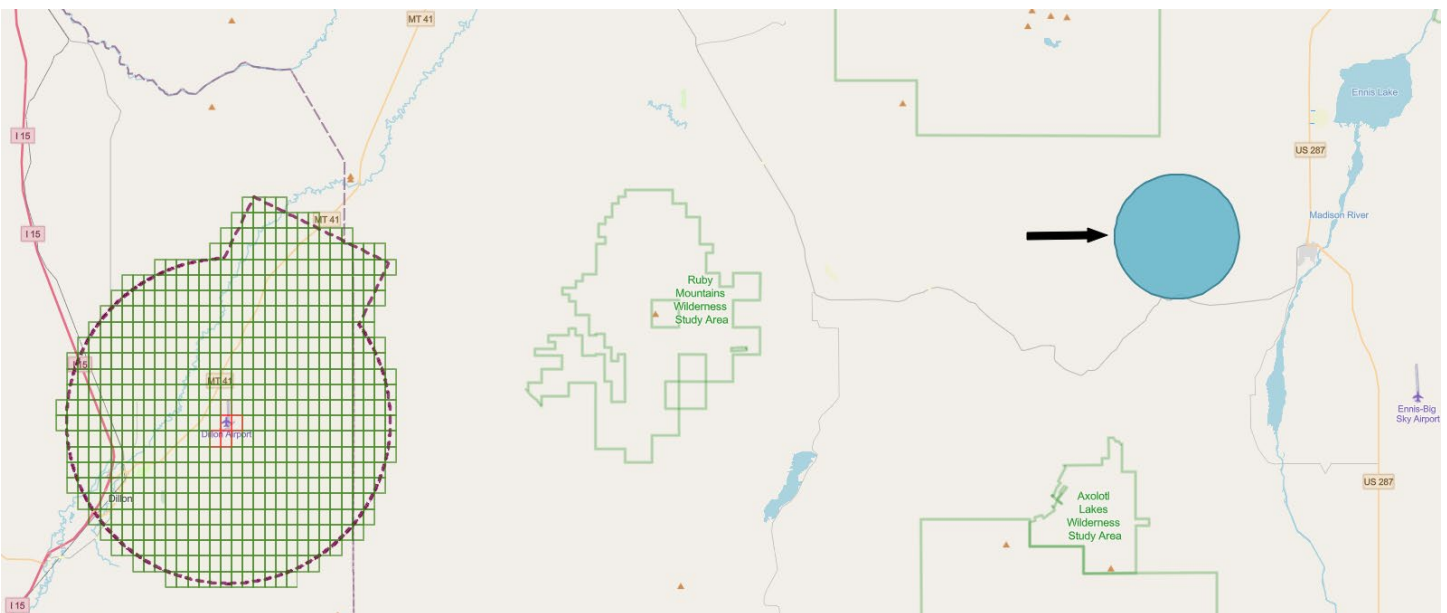 MT 41
I 15
Ennis Lake
US 287
Madison River
I 15
MT 41
Ruby
Mountains
Wilderness
Study Area
I 15
MT 41
Dillon Airport
Ennis-Big
Sky Airport
Dillon
US 287
Axolotl
Lakes
Wilderness
Study Area
I 15